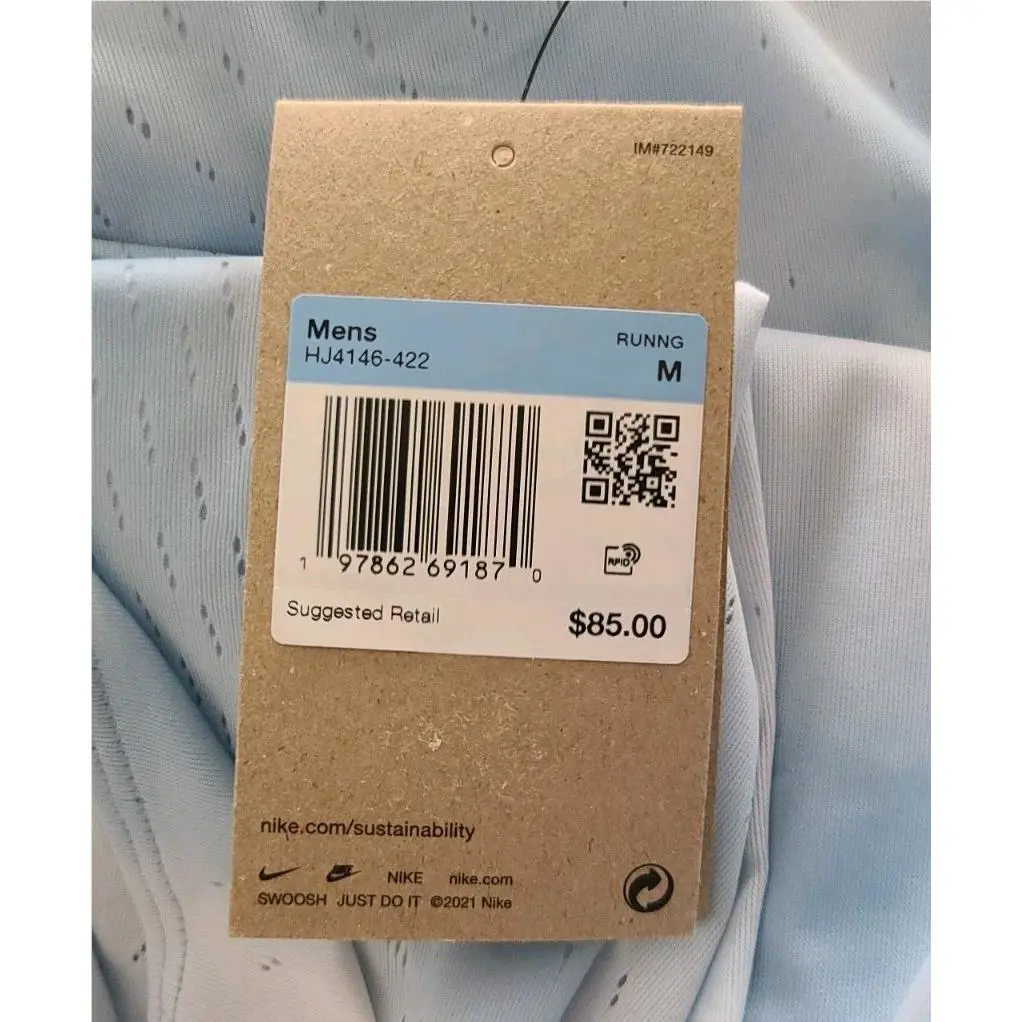 IM#722149
Mens
RUNNG
HJ4146-422
M
RFID
1 97862 69187 0
Suggested Retail
$85.00
nike.com/sustainability
NIKE nike.com
SWOOSH JUST DO IT ©2021 Nike